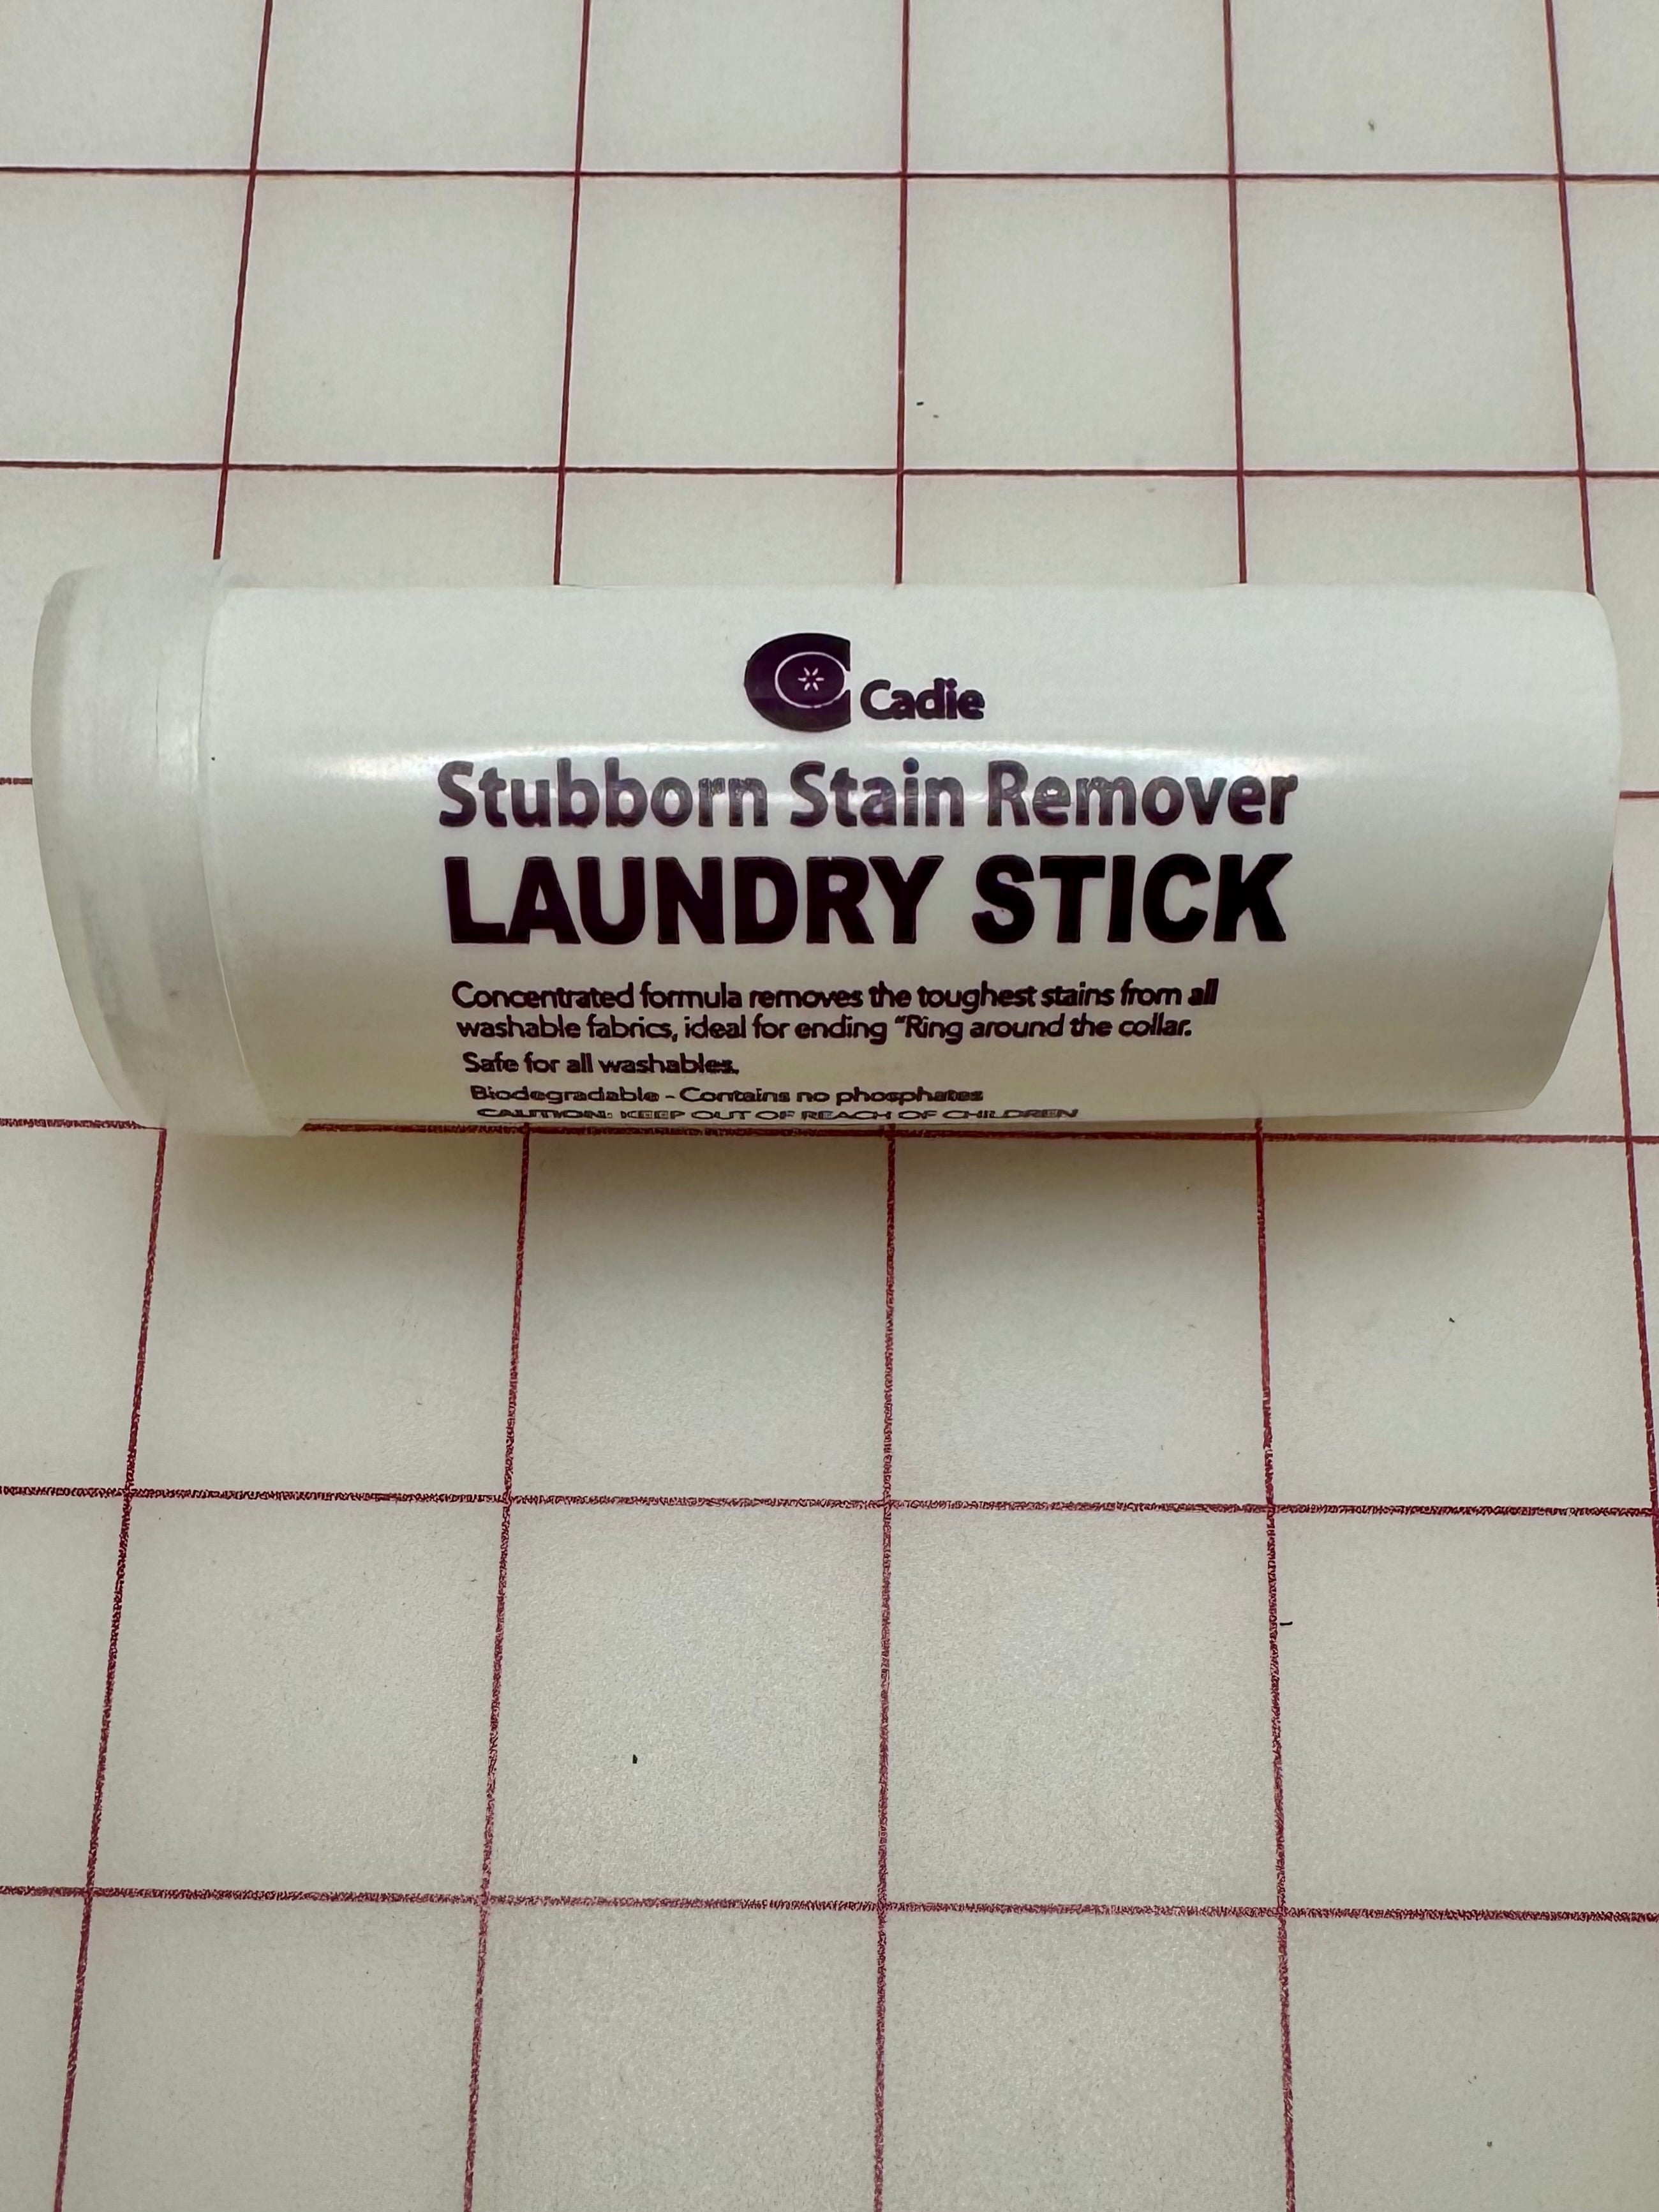 Cadie
Stubborn Stain Remover
LAUNDRY STICK
Concentrated formula removes the toughest stains from all
washable fabrics, ideal for ending “Ring around the collar.
Safe for all washables.
Biodegradable - Contains no phosphates
CAUTION: KEEP OUT OF REACH OF CHILDREN